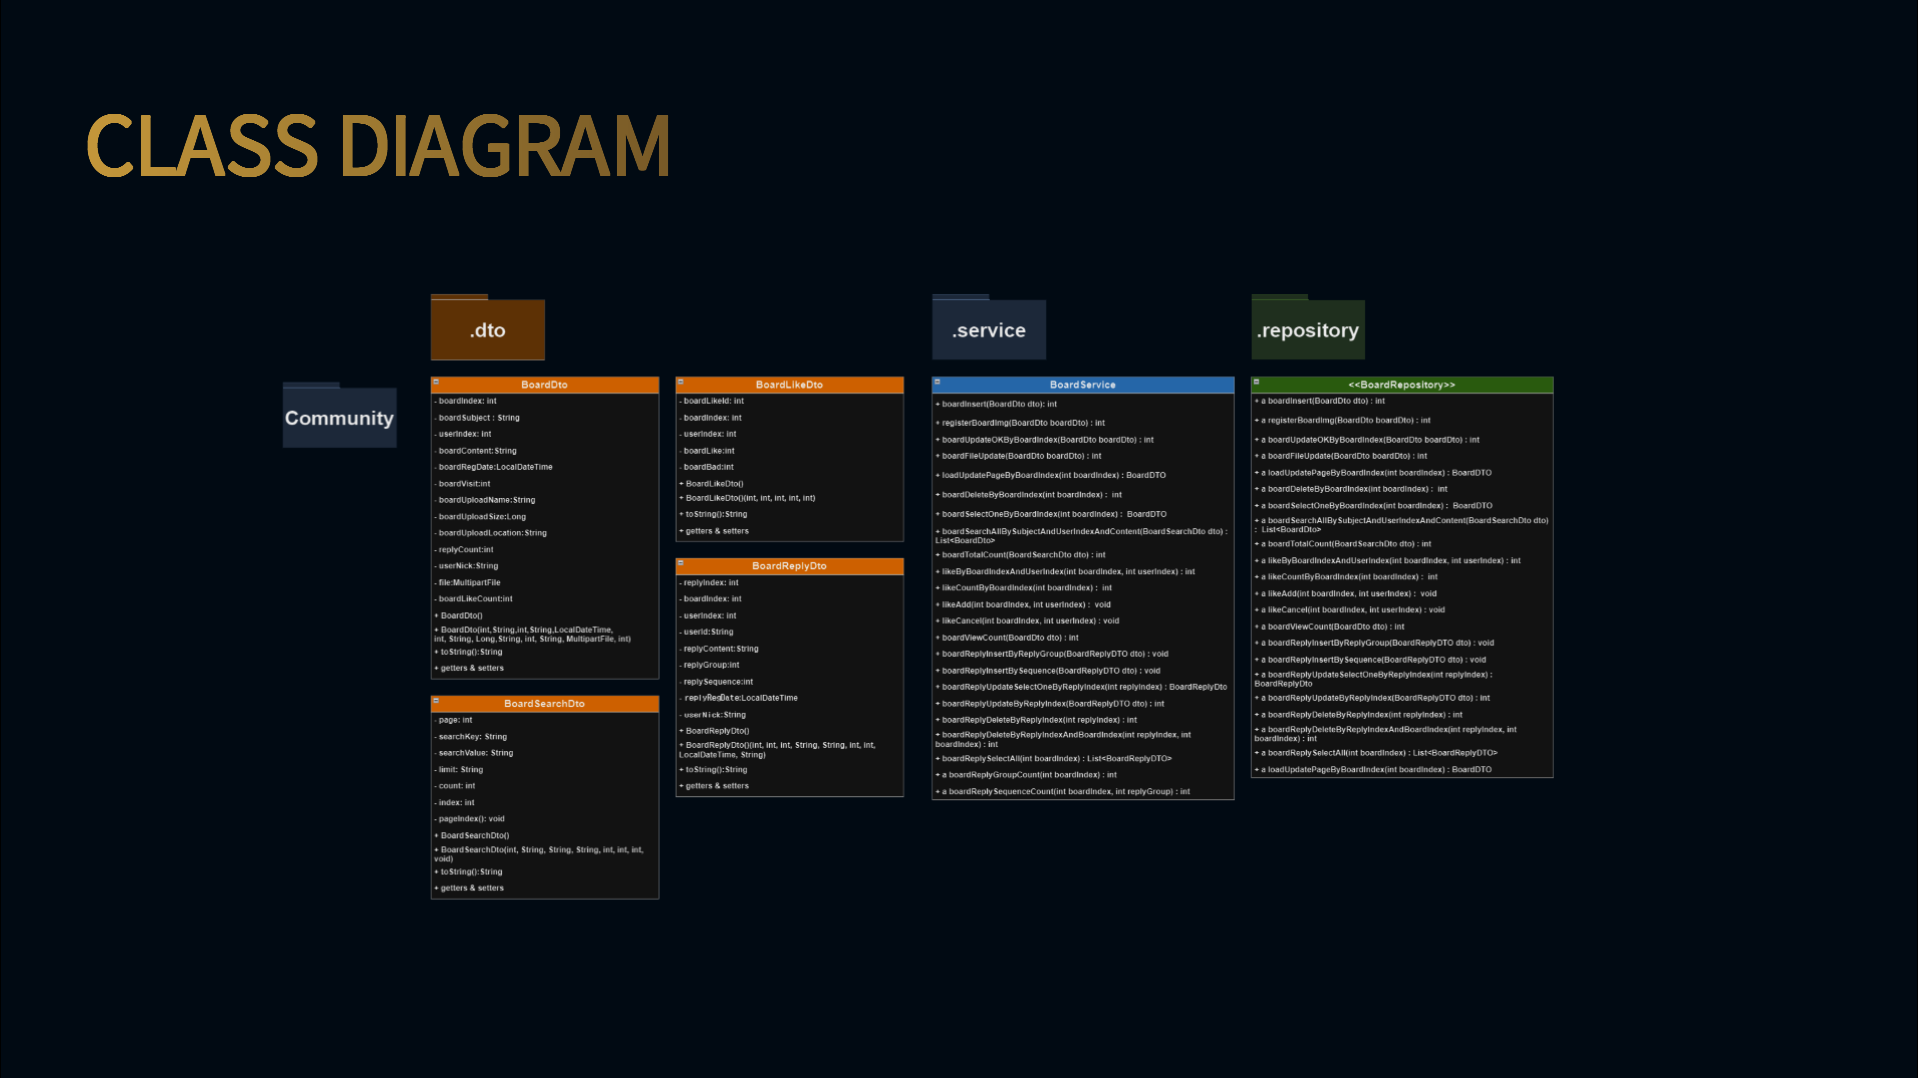 CLASS DIAGRAM
Community
.dto
BoardDto
- boardIndex: int
- boardSubject : String
- userIndex: int
- boardContent:String
- boardRegDate:LocalDateTime
- boardVisit:int
- boardUploadName:String
- boardUploadSize:Long
- boardUploadLocation:String
- replyCount:int
- userNick:String
- file:MultipartFile
- boardLikeCount:int
+ BoardDto()
+ BoardDto(int,String,int,String,LocalDateTime,
int, String, Long,String, int, String, MultipartFile, int)
+ toString():String
+ getters & setters
BoardSearchDto
- page: int
- searchKey: String
- searchValue: String
- limit: String
- count: int
- index: int
- pageIndex(): void
+ BoardSearchDto()
+ BoardSearchDto(int, String, String, String, int, int, int,
void)
+ toString():String
+ getters & setters
BoardLikeDto
- boardLikeId: int
- boardIndex: int
- userIndex: int
- boardLike:int
- boardBad:int
+ BoardLikeDto()
+ BoardLikeDto()(int, int, int, int, int)
+ toString():String
+ getters & setters
BoardReplyDto
- replyIndex: int
- boardIndex: int
- userIndex: int
- userId:String
- replyContent:String
- replyGroup:int
- replySequence:int
- replyRegDate:LocalDateTime
- userNick:String
+ BoardReplyDto()
+ BoardReplyDto()(int, int, int, String, String, int, int,
LocalDateTime, String)
+ toString():String
+ getters & setters
.service
BoardService
+ boardInsert(BoardDto dto): int
+ registerBoardImg(BoardDto boardDto) : int
+ boardUpdateOKByBoardIndex(BoardDto boardDto) : int
+ boardFileUpdate(BoardDto boardDto) : int
+ loadUpdatePageByBoardIndex(int boardIndex) : BoardDTO
+ boardDeleteByBoardIndex(int boardIndex) : int
+ boardSelectOneByBoardIndex(int boardIndex) : BoardDTO
+ boardSearchAllBySubjectAndUserIndexAndContent(BoardSearchDto dto) :
List<BoardDto>
+ boardTotalCount(BoardSearchDto dto) : int
+ likeByBoardIndexAndUserIndex(int boardIndex, int userIndex) : int
+ likeCountByBoardIndex(int boardIndex) : int
+ likeAdd(int boardIndex, int userIndex) : void
+ likeCancel(int boardIndex, int userIndex) : void
+ boardViewCount(BoardDto dto) : int
+ boardReplyInsertByReplyGroup(BoardReplyDTO dto) : void
+ boardReplyInsertBySequence(BoardReplyDTO dto) : void
+ boardReplyUpdateSelectOneByReplyIndex(int replyIndex) : BoardReplyDto
+ boardReplyUpdateByReplyIndex(BoardReplyDTO dto) : int
+ boardReplyDeleteByReplyIndex(int replyIndex) : int
+ boardReplyDeleteByReplyIndexAndBoardIndex(int replyIndex, int
boardIndex) : int
+ boardReplySelectAll(int boardIndex) : List<BoardReplyDTO>
+ a boardReplyGroupCount(int boardIndex) : int
+ a boardReplySequenceCount(int boardIndex, int replyGroup) : int
.repository
<<BoardRepository>>
+ a boardInsert(BoardDto dto) : int
+ a registerBoardImg(BoardDto boardDto) : int
+ a boardUpdateOKByBoardIndex(BoardDto boardDto) : int
+ a boardFileUpdate(BoardDto boardDto) : int
+ a loadUpdatePageByBoardIndex(int boardIndex) : BoardDTO
+ a boardDeleteByBoardIndex(int boardIndex) : int
+ a boardSelectOneByBoardIndex(int boardIndex) : BoardDTO
+ a boardSearchAllBySubjectAndUserIndexAndContent(BoardSearchDto dto)
: List<BoardDto>
+ a boardTotalCount(BoardSearchDto dto) : int
+ a likeByBoardIndexAndUserIndex(int boardIndex, int userIndex) : int
+ a likeCountByBoardIndex(int boardIndex) : int
+ a likeAdd(int boardIndex, int userIndex) : void
+ a likeCancel(int boardIndex, int userIndex) : void
+ a boardViewCount(BoardDto dto) : int
+ a boardReplyInsertByReplyGroup(BoardReplyDTO dto) : void
+ a boardReplyInsertBySequence(BoardReplyDTO dto) : void
+ a boardReplyUpdateSelectOneByReplyIndex(int replyIndex) :
BoardReplyDto
+ a boardReplyUpdateByReplyIndex(BoardReplyDTO dto) : int
+ a boardReplyDeleteByReplyIndex(int replyIndex) : int
+ a boardReplyDeleteByReplyIndexAndBoardIndex(int replyIndex, int
boardIndex) : int
+ a boardReplySelectAll(int boardIndex) : List<BoardReplyDTO>
+ a loadUpdatePageByBoardIndex(int boardIndex) : BoardDTO